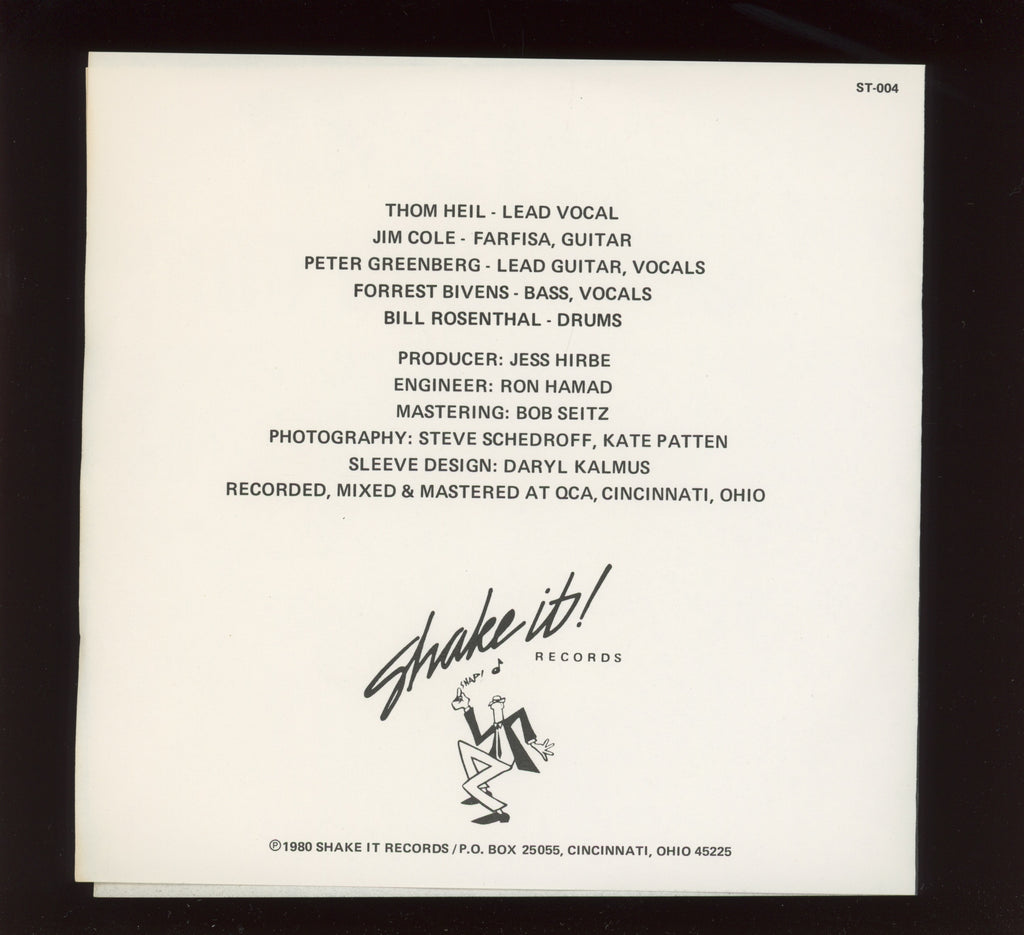 ST-004
THOM HEIL - LEAD VOCAL
JIM COLE - FARFISA, GUITAR
PETER GREENBERG - LEAD GUITAR, VOCALS
FORREST BIVENS - BASS, VOCALS
BILL ROSENTHAL - DRUMS
PRODUCER: JESS HIRBE
ENGINEER: RON HAMAD
MASTERING: BOB SEITZ
PHOTOGRAPHY: STEVE SCHEDROFF, KATE PATTEN
SLEEVE DESIGN: DARYL KALMUS
RECORDED, MIXED & MASTERED AT QCA, CINCINNATI, OHIO
Shake it!
RECORDS
SNAP!
℗1980 SHAKE IT RECORDS / P.O. BOX 25055, CINCINNATI, OHIO 45225